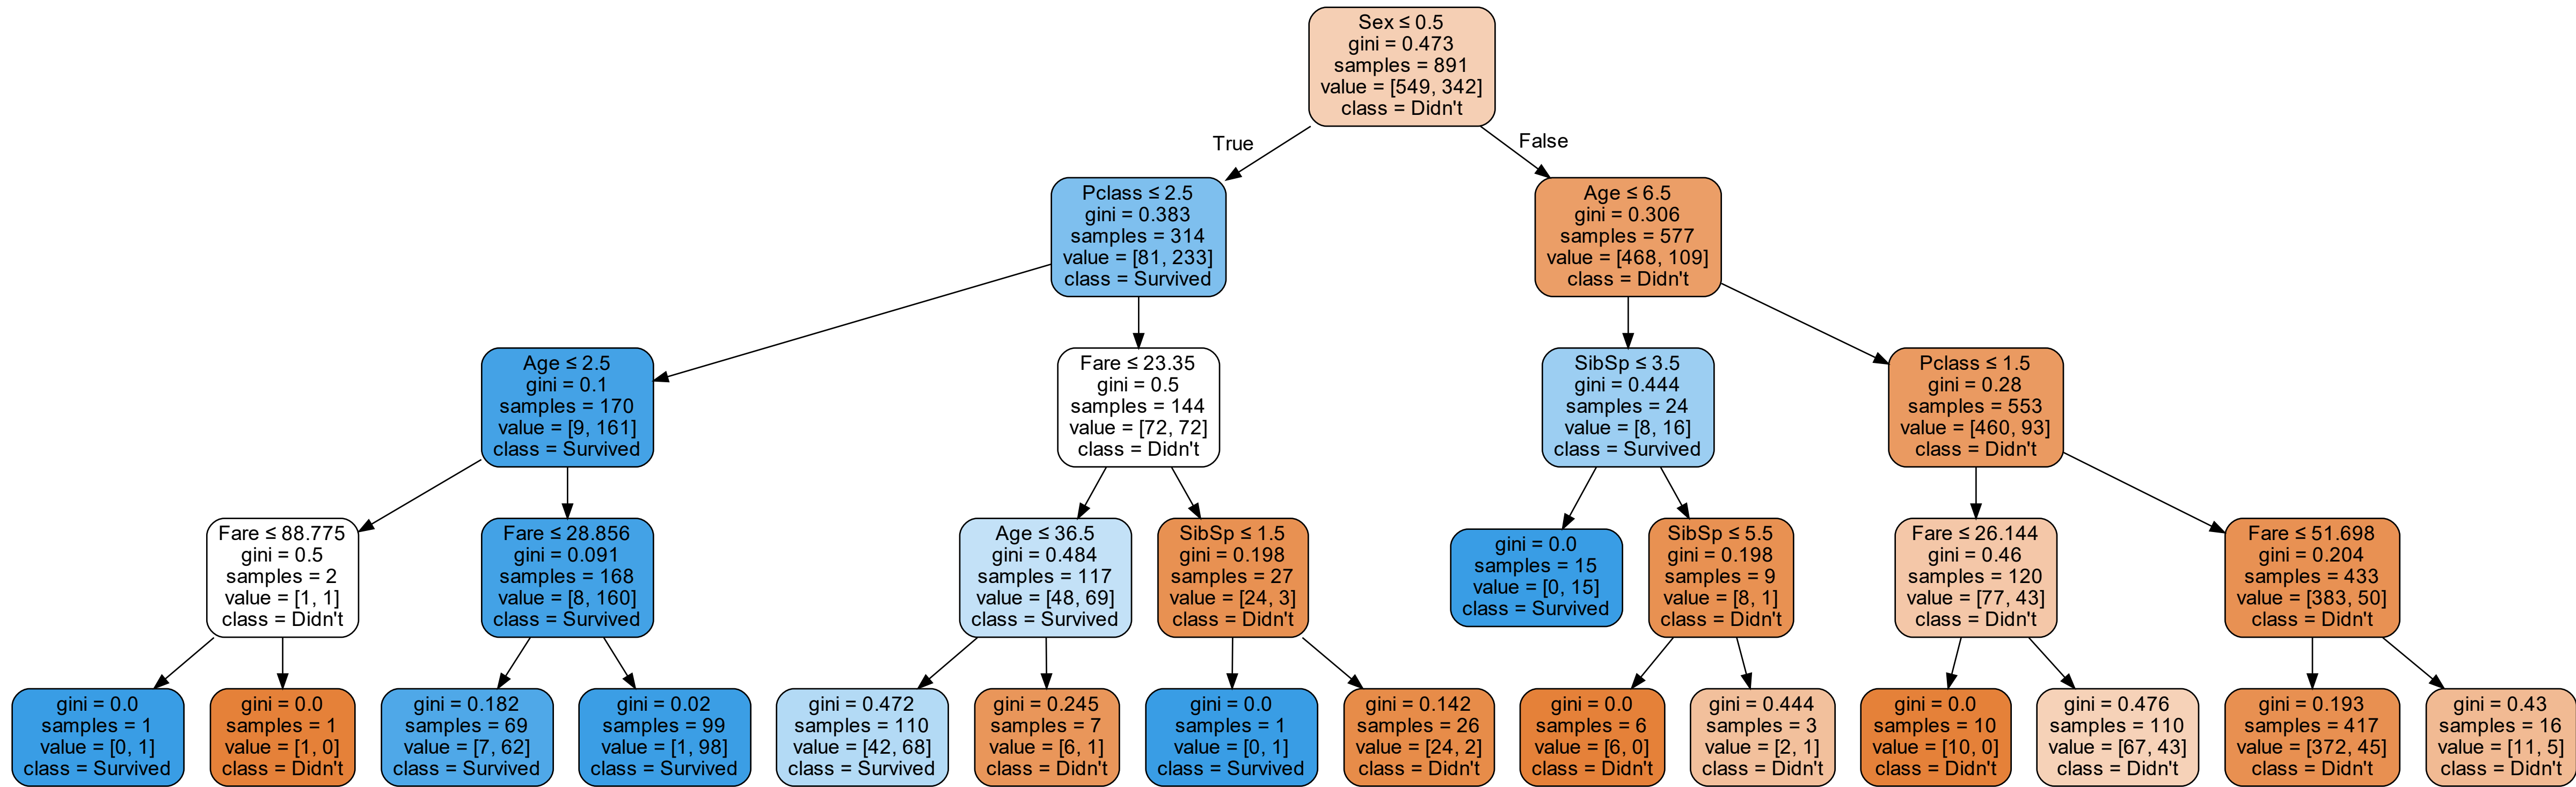 Sex ≤ 0.5
gini = 0.473
samples = 891
value = [549, 342]
class = Didn't
True
False
Pclass ≤ 2.5
gini = 0.383
samples = 314
value = [81, 233]
class = Survived
Age ≤ 6.5
gini = 0.306
samples = 577
value = [468, 109]
class = Didn't
Age ≤ 2.5
gini = 0.1
samples = 170
value = [9, 161]
class = Survived
Fare ≤ 23.35
gini = 0.5
samples = 144
value = [72, 72]
class = Didn't
SibSp ≤ 3.5
gini = 0.444
samples = 24
value = [8, 16]
class = Survived
Pclass ≤ 1.5
gini = 0.28
samples = 553
value = [460, 93]
class = Didn't
Fare ≤ 88.775
gini = 0.5
samples = 2
value = [1, 1]
class = Didn't
Fare ≤ 28.856
gini = 0.091
samples = 168
value = [8, 160]
class = Survived
Age ≤ 36.5
gini = 0.484
samples = 117
value = [48, 69]
class = Survived
SibSp ≤ 1.5
gini = 0.198
samples = 27
value = [24, 3]
class = Didn't
gini = 0.0
samples = 15
value = [0, 15]
class = Survived
SibSp ≤ 5.5
gini = 0.198
samples = 9
value = [8, 1]
class = Didn't
Fare ≤ 26.144
gini = 0.46
samples = 120
value = [77, 43]
class = Didn't
Fare ≤ 51.698
gini = 0.204
samples = 433
value = [383, 50]
class = Didn't
gini = 0.0
samples = 1
value = [0, 1]
class = Survived
gini = 0.0
samples = 1
value = [1, 0]
class = Didn't
gini = 0.182
samples = 69
value = [7, 62]
class = Survived
gini = 0.02
samples = 99
value = [1, 98]
class = Survived
gini = 0.472
samples = 110
value = [42, 68]
class = Survived
gini = 0.245
samples = 7
value = [6, 1]
class = Didn't
gini = 0.0
samples = 1
value = [0, 1]
class = Survived
gini = 0.142
samples = 26
value = [24, 2]
class = Didn't
gini = 0.0
samples = 6
value = [6, 0]
class = Didn't
gini = 0.444
samples = 3
value = [2, 1]
class = Didn't
gini = 0.0
samples = 10
value = [10, 0]
class = Didn't
gini = 0.476
samples = 110
value = [67, 43]
class = Didn't
gini = 0.193
samples = 417
value = [372, 45]
class = Didn't
gini = 0.43
samples = 16
value = [11, 5]
class = Didn't